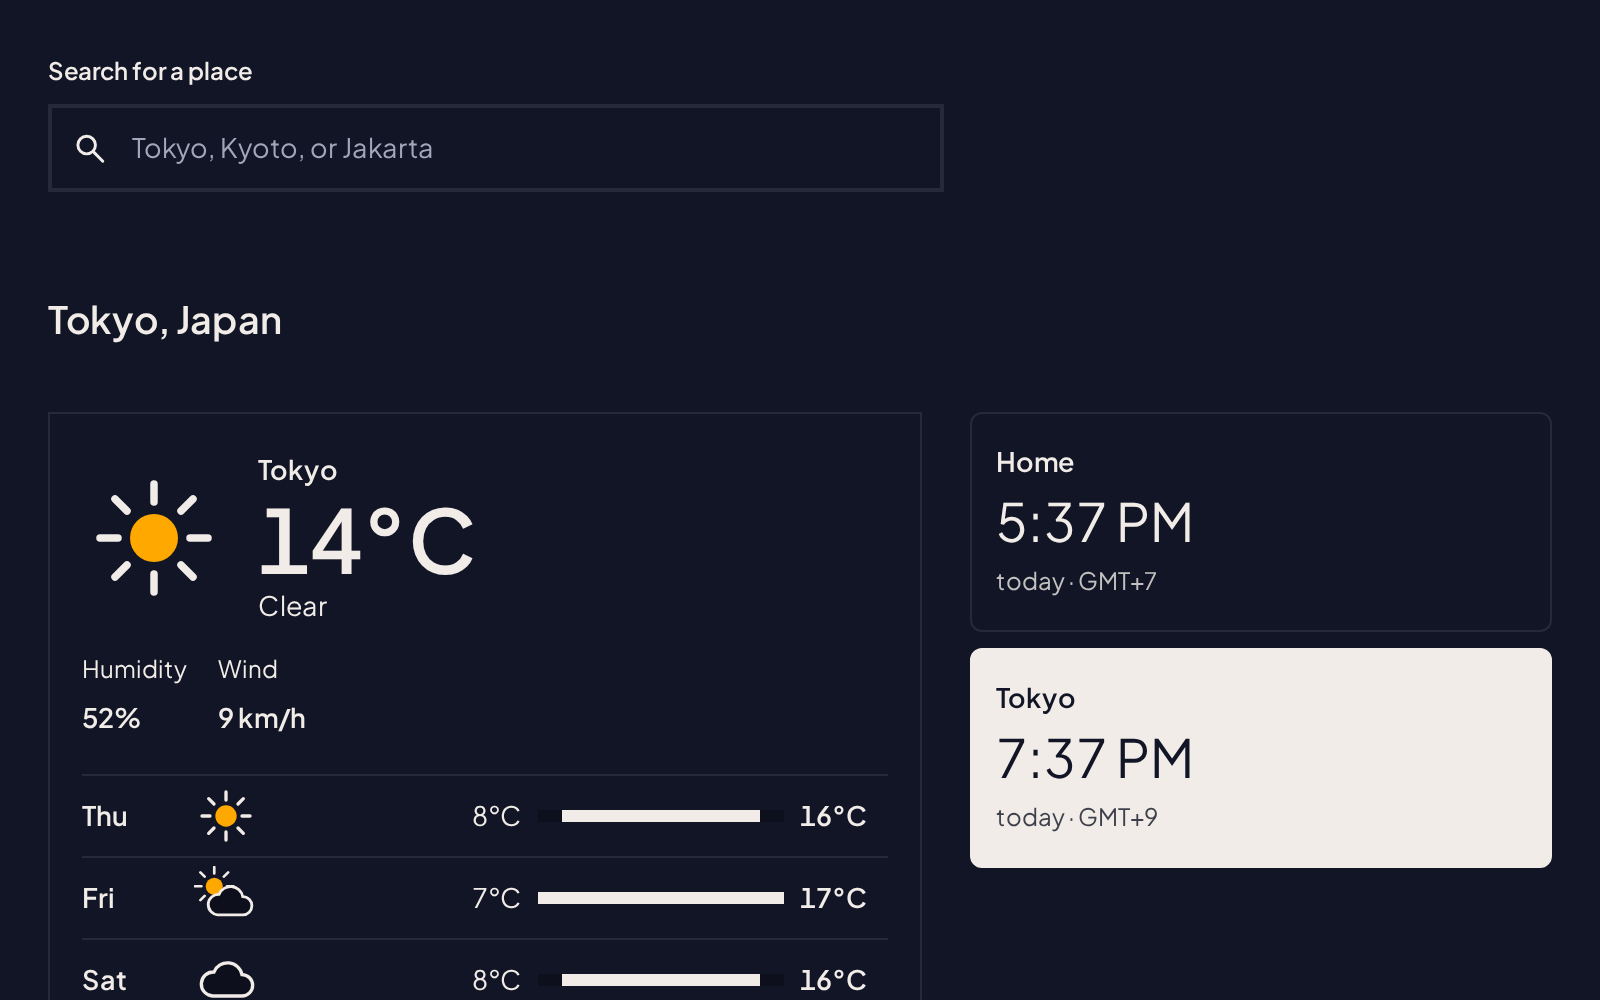 Search for a place
Tokyo, Kyoto, or Jakarta
Tokyo, Japan
Tokyo
14°C
Clear
Humidity Wind
52% 9 km/h
Thu 8°C 16°C
Fri 7°C 17°C
Sat 8°C 16°C
Home
5:37 PM
today · GMT+7
Tokyo
7:37 PM
today · GMT+9